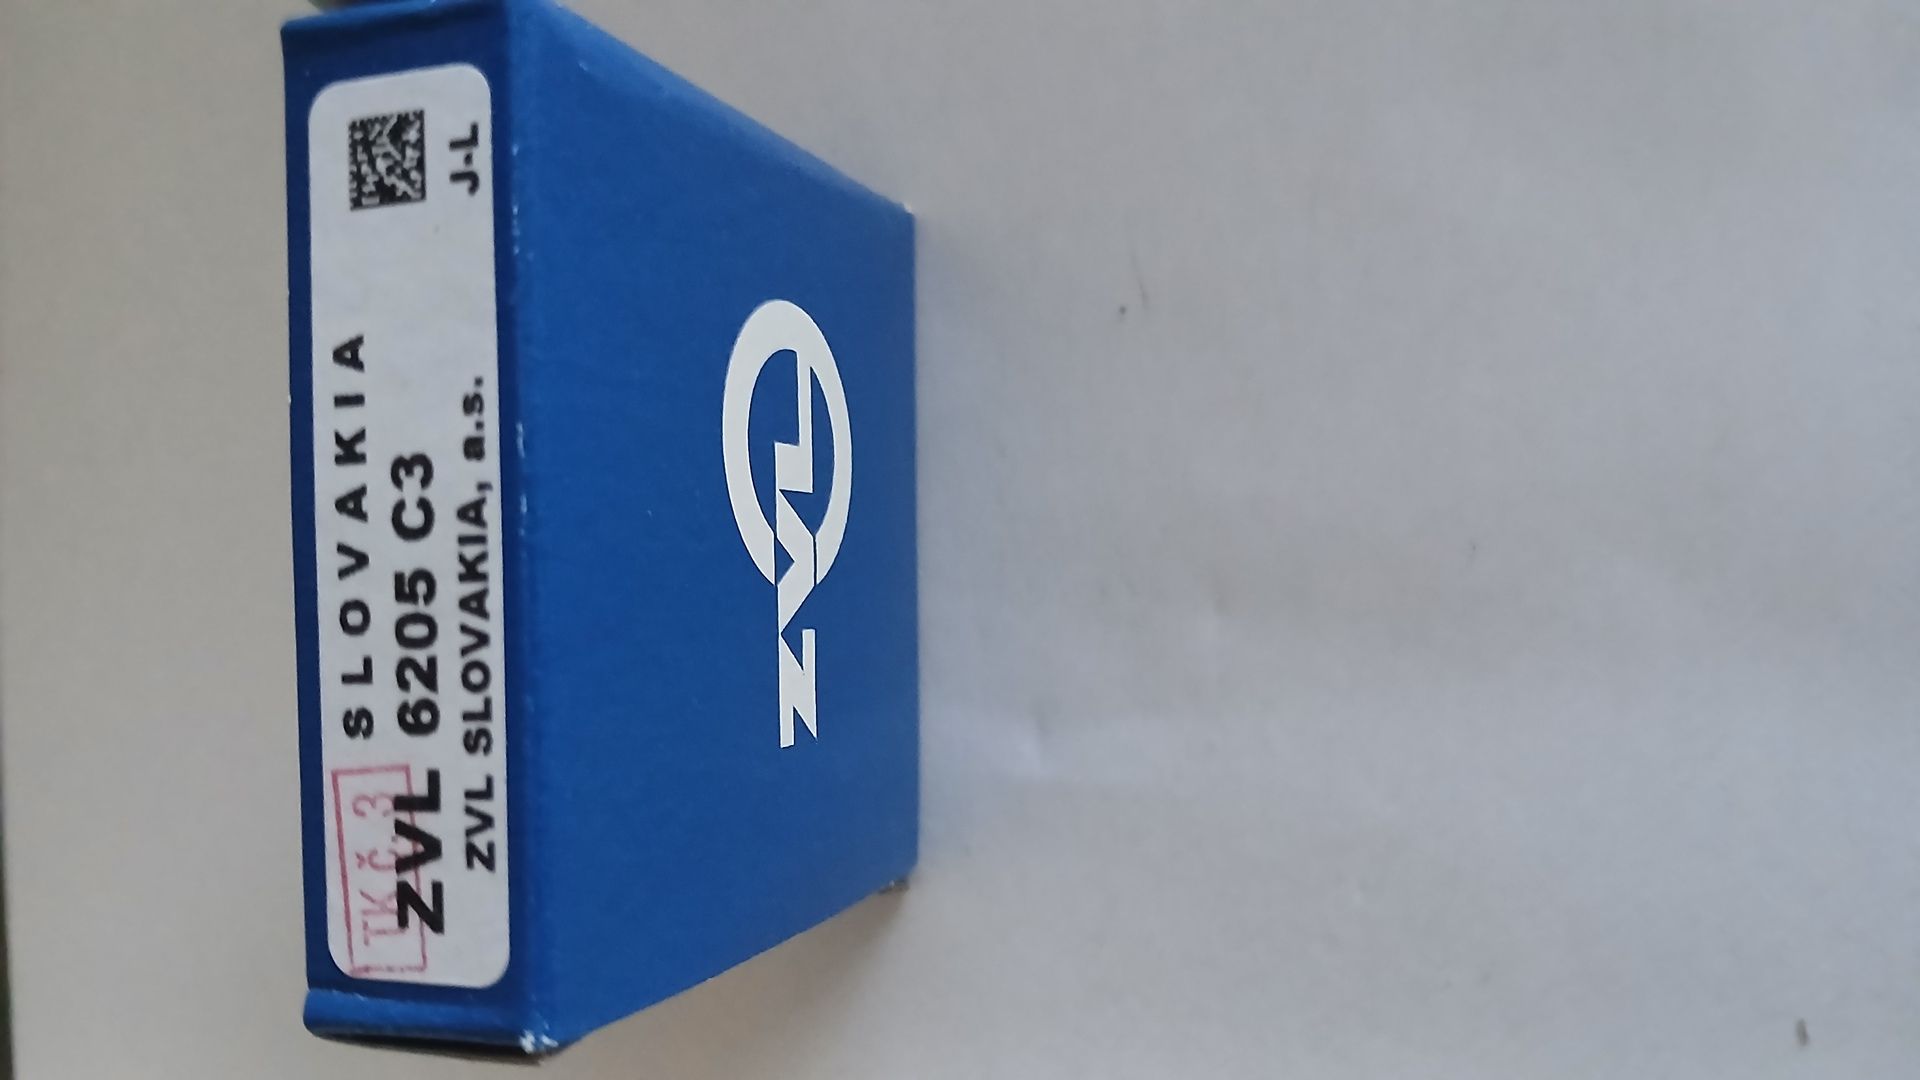 TK č. 3
SLOVAKIA
ZVL 6205 C3
ZVL SLOVAKIA, a.s.
J-L
ZVL